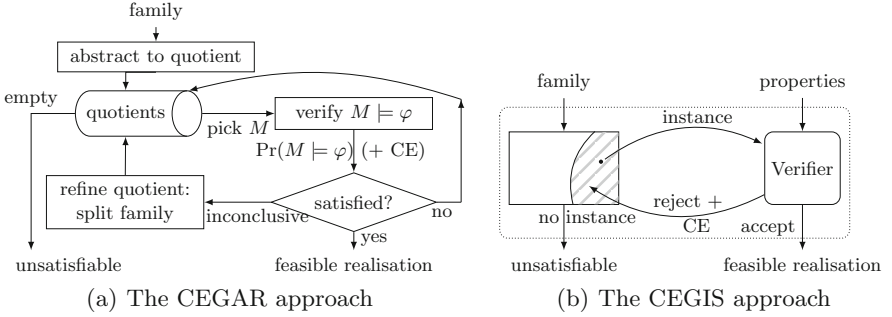 family
abstract to quotient
empty
quotients
pick M
verify M ⊨ φ
Pr(M ⊨ φ) (+ CE)
refine quotient:
split family
inconclusive
satisfied?
no
yes
unsatisfiable
feasible realisation
(a) The CEGAR approach
family
properties
instance
Verifier
reject +
CE
no instance
accept
unsatisfiable
feasible realisation
(b) The CEGIS approach